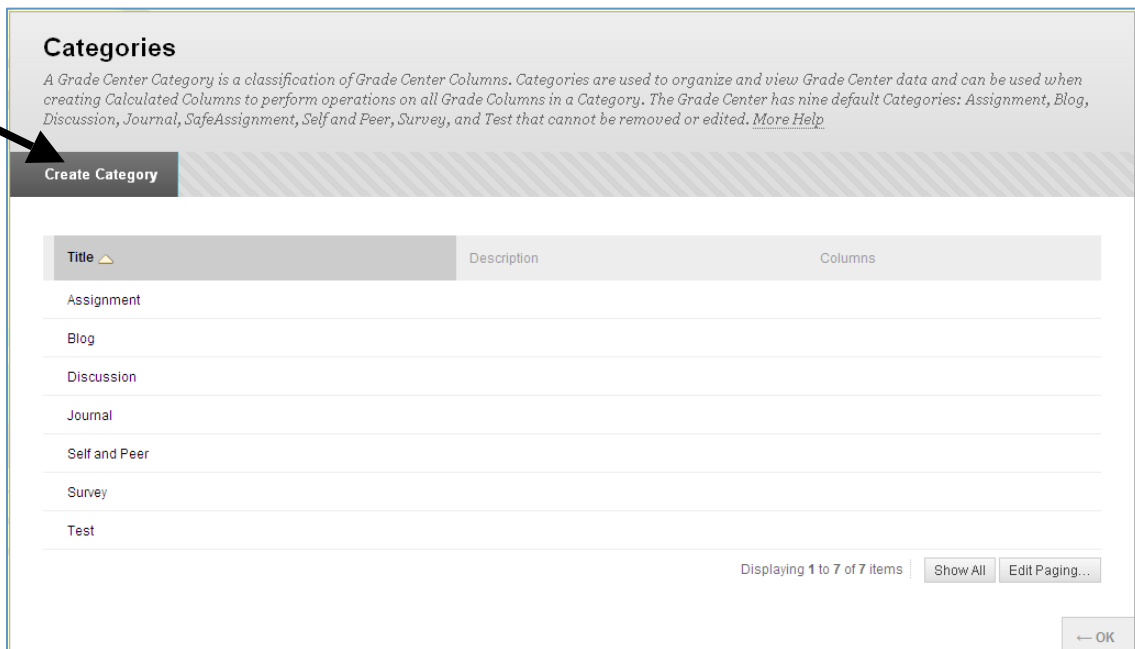 Categories
A Grade Center Category is a classification of Grade Center Columns. Categories are used to organize and view Grade Center data and can be used when
creating Calculated Columns to perform operations on all Grade Columns in a Category. The Grade Center has nine default Categories: Assignment, Blog,
Discussion, Journal, SafeAssignment, Self and Peer, Survey, and Test that cannot be removed or edited. More Help
Create Category
Title Description Columns
Assignment
Blog
Discussion
Journal
Self and Peer
Survey
Test
Displaying 1 to 7 of 7 items Show All Edit Paging...
← OK